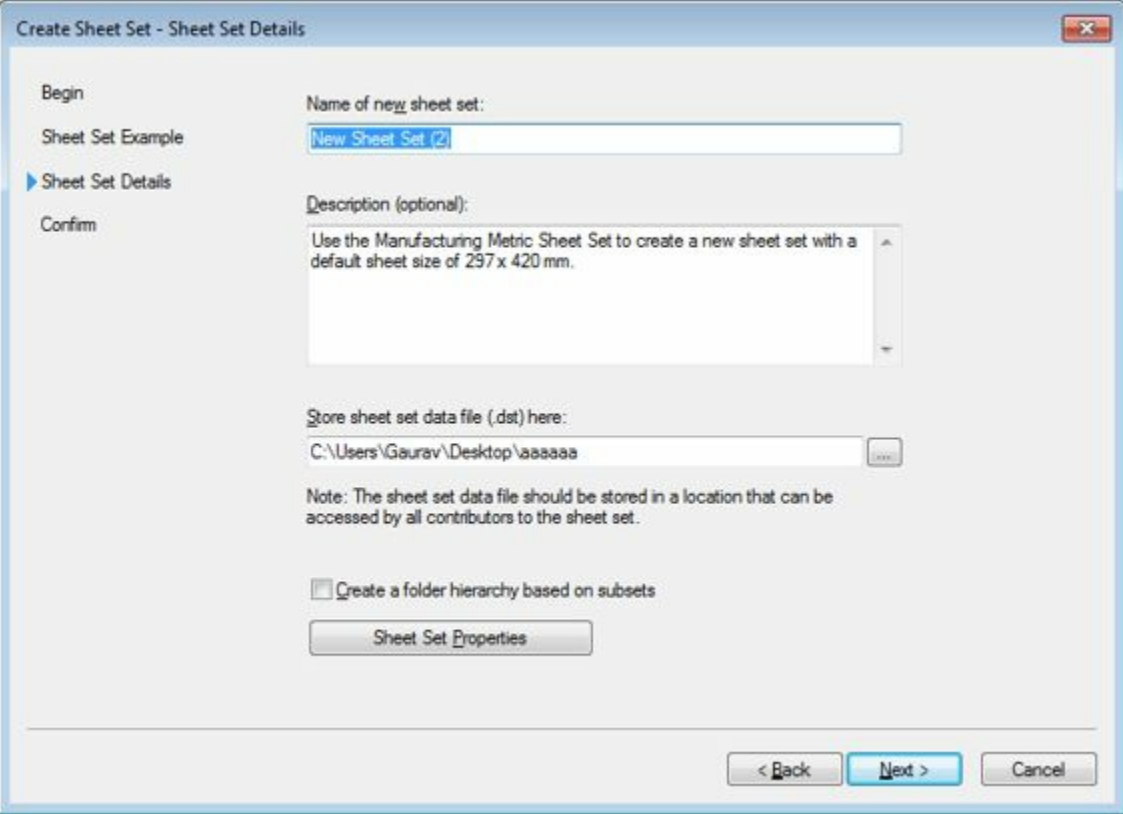 Create Sheet Set - Sheet Set Details
Begin
Sheet Set Example
Sheet Set Details
Confirm
Name of new sheet set:
New Sheet Set (2)
Description (optional):
Use the Manufacturing Metric Sheet Set to create a new sheet set with a
default sheet size of 297 x 420 mm.
Store sheet set data file (.dst) here:
C:\Users\Gaurav\Desktop\aaaaaa
...
Note: The sheet set data file should be stored in a location that can be
accessed by all contributors to the sheet set.
Create a folder hierarchy based on subsets
Sheet Set Properties
< Back
Next >
Cancel